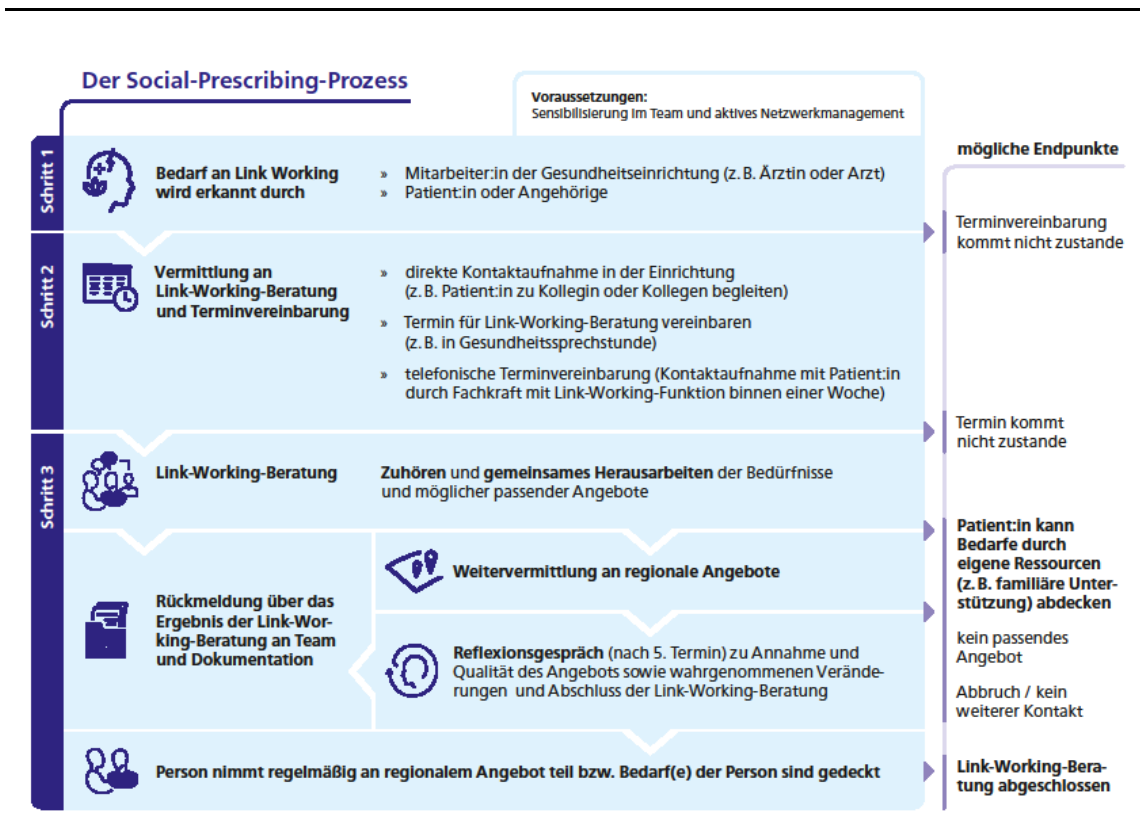 Der Social-Prescribing-Prozess
Voraussetzungen:
Sensibilisierung im Team und aktives Netzwerkmanagement
Schritt 1
Bedarf an Link Working
wird erkannt durch
» Mitarbeiter:in der Gesundheitseinrichtung (z. B. Ärztin oder Arzt)
» Patient:in oder Angehörige
Schritt 2
Vermittlung an
Link-Working-Beratung
und Terminvereinbarung
» direkte Kontaktaufnahme in der Einrichtung
(z. B. Patient:in zu Kollegin oder Kollegen begleiten)
» Termin für Link-Working-Beratung vereinbaren
(z. B. in Gesundheitssprechstunde)
» telefonische Terminvereinbarung (Kontaktaufnahme mit Patient:in
durch Fachkraft mit Link-Working-Funktion binnen einer Woche)
Schritt 3
Link-Working-Beratung
Zuhören und gemeinsames Herausarbeiten der Bedürfnisse
und möglicher passender Angebote
Rückmeldung über das
Ergebnis der Link-Wor-
king-Beratung an Team
und Dokumentation
Weitervermittlung an regionale Angebote
Reflexionsgespräch (nach 5. Termin) zu Annahme und
Qualität des Angebots sowie wahrgenommenen Verände-
rungen und Abschluss der Link-Working-Beratung
Person nimmt regelmäßig an regionalem Angebot teil bzw. Bedarf(e) der Person sind gedeckt
mögliche Endpunkte
Terminvereinbarung
kommt nicht zustande
Termin kommt
nicht zustande
Patient:in kann
Bedarfe durch
eigene Ressourcen
(z. B. familiäre Unter-
stützung) abdecken
kein passendes
Angebot
Abbruch / kein
weiterer Kontakt
Link-Working-Bera-
tung abgeschlossen